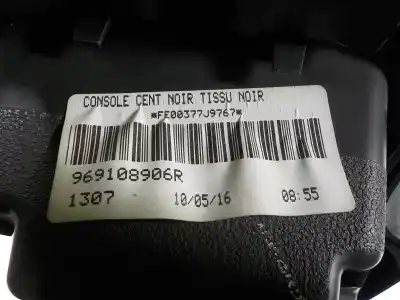 CONSOLE CENT NOIR TISSU NOIR
*FE00377J9767*
969108906R
1307 10/05/16 08:55